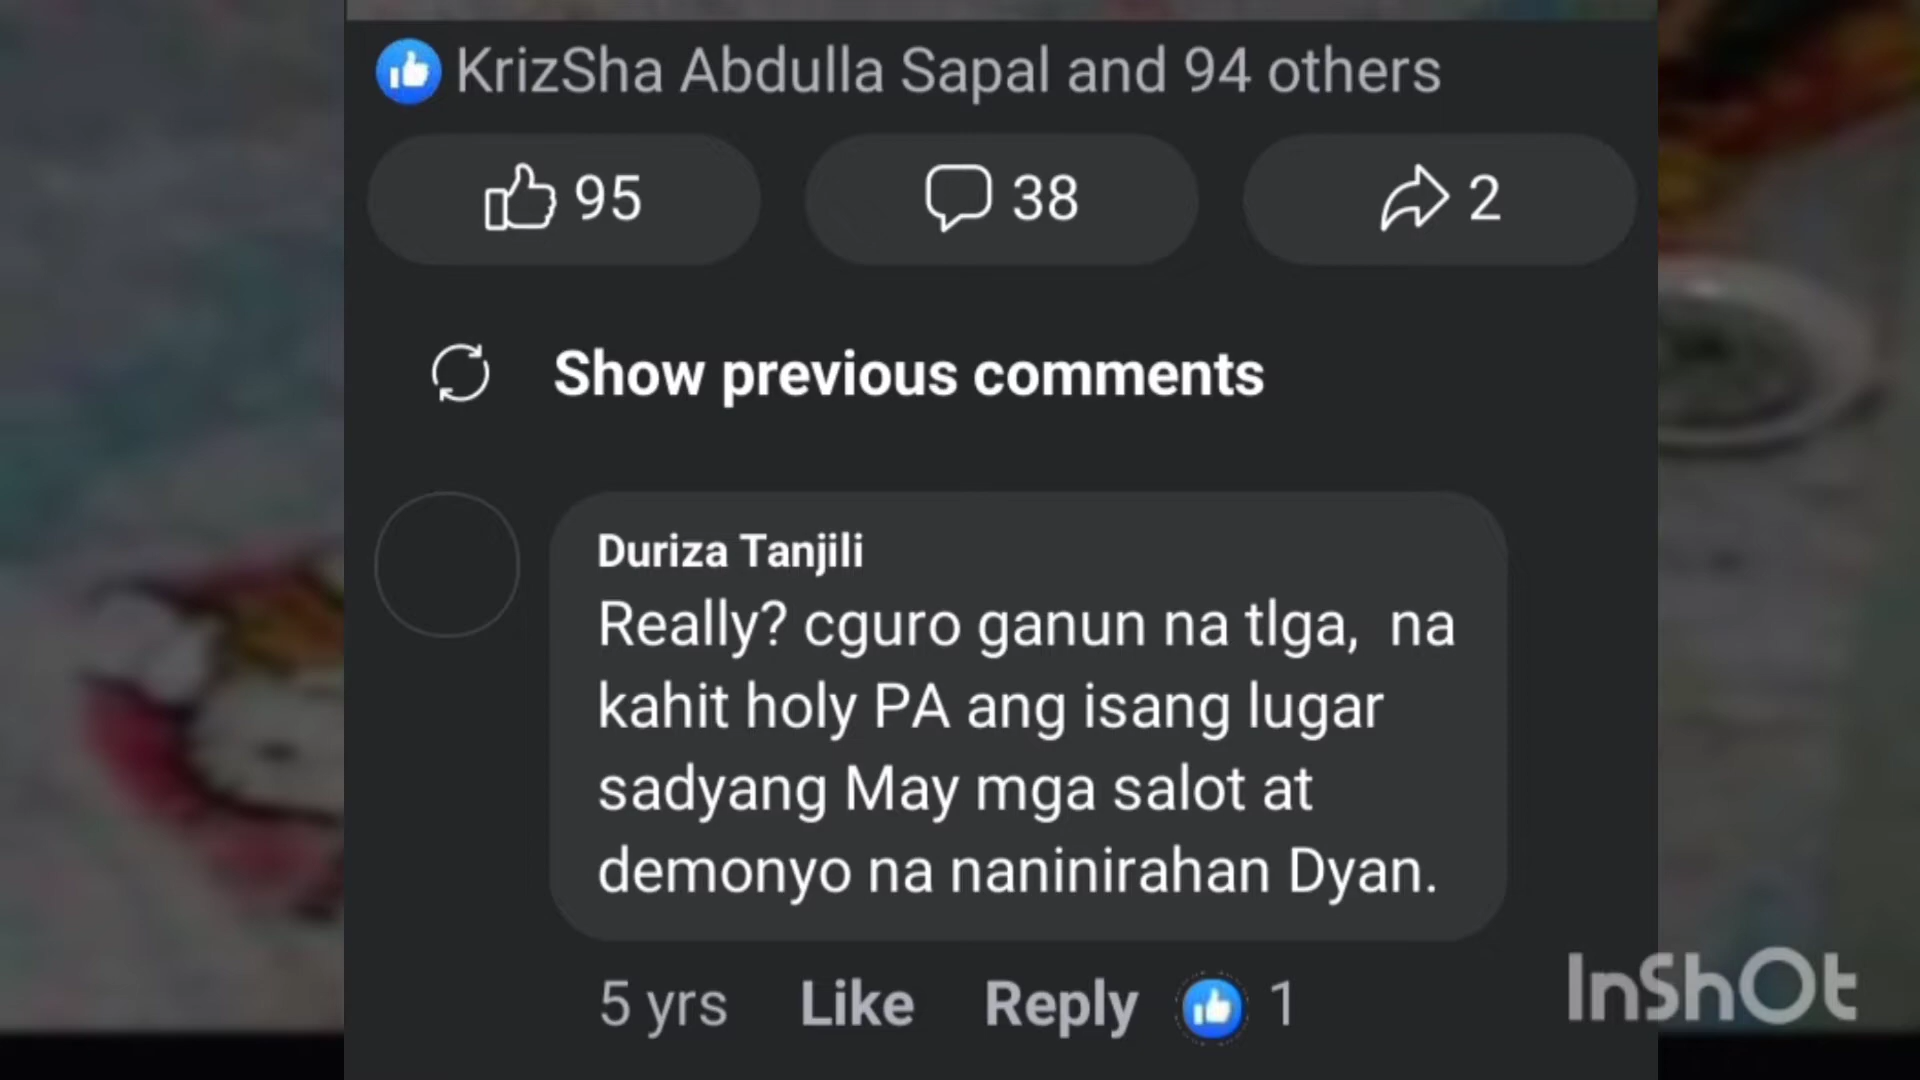 KrizSha Abdulla Sapal and 94 others
95
38
2
Show previous comments
Duriza Tanjili
Really? cguro ganun na tlga, na
kahit holy PA ang isang lugar
sadyang May mga salot at
demonyo na naninirahan Dyan.
5 yrs Like Reply 1
InShOt